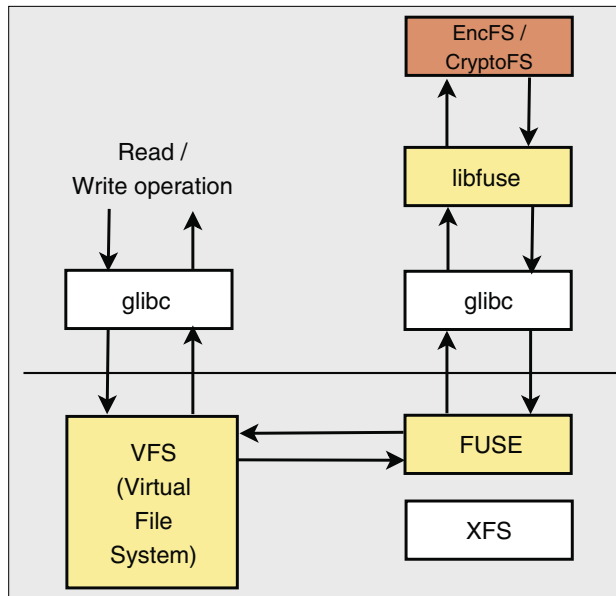 EncFS /
CryptoFS
Read /
Write operation
libfuse
glibc
glibc
VFS
(Virtual
File
System)
FUSE
XFS